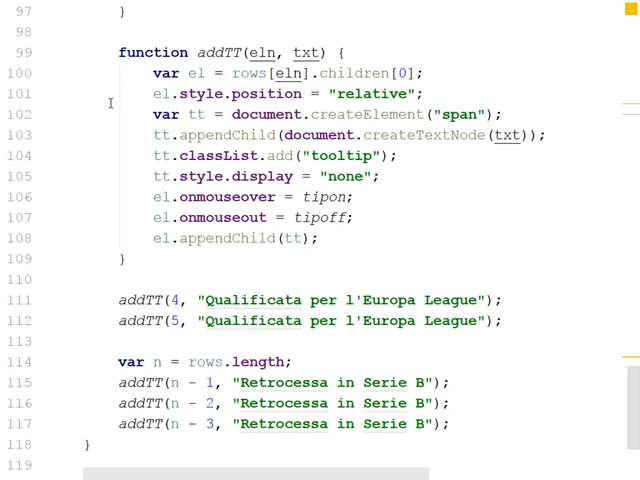 97 }
98
99 function addTT(eln, txt) {
100 var el = rows[eln].children[0];
101 el.style.position = "relative";
102 var tt = document.createElement("span");
103 tt.appendChild(document.createTextNode(txt));
104 tt.classList.add("tooltip");
105 tt.style.display = "none";
106 el.onmouseover = tipon;
107 el.onmouseout = tipoff;
108 el.appendChild(tt);
109 }
110
111 addTT(4, "Qualificata per l'Europa League");
112 addTT(5, "Qualificata per l'Europa League");
113
114 var n = rows.length;
115 addTT(n - 1, "Retrocessa in Serie B");
116 addTT(n - 2, "Retrocessa in Serie B");
117 addTT(n - 3, "Retrocessa in Serie B");
118 }
119